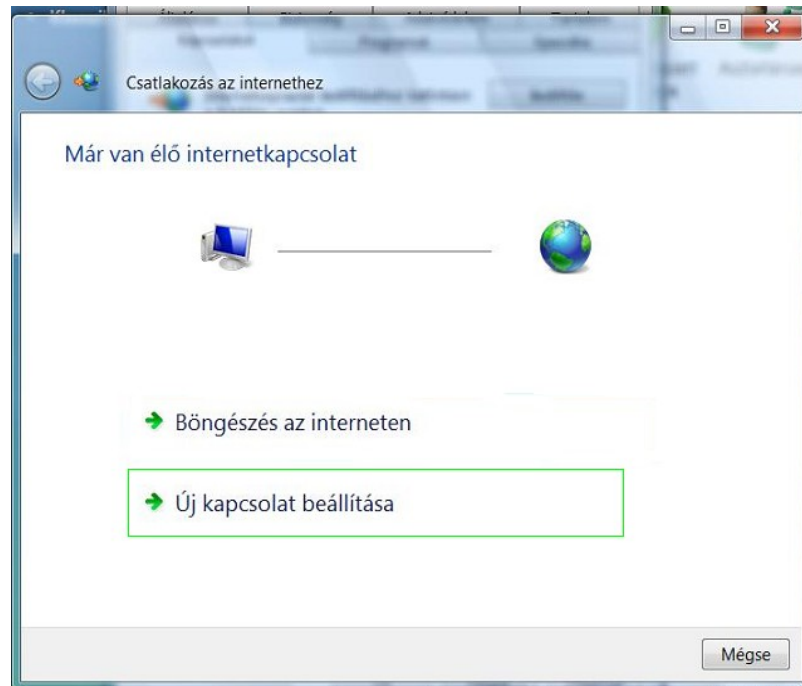 Csatlakozás az internethez
Már van élő internetkapcsolat
Böngészés az interneten
Új kapcsolat beállítása
Mégse